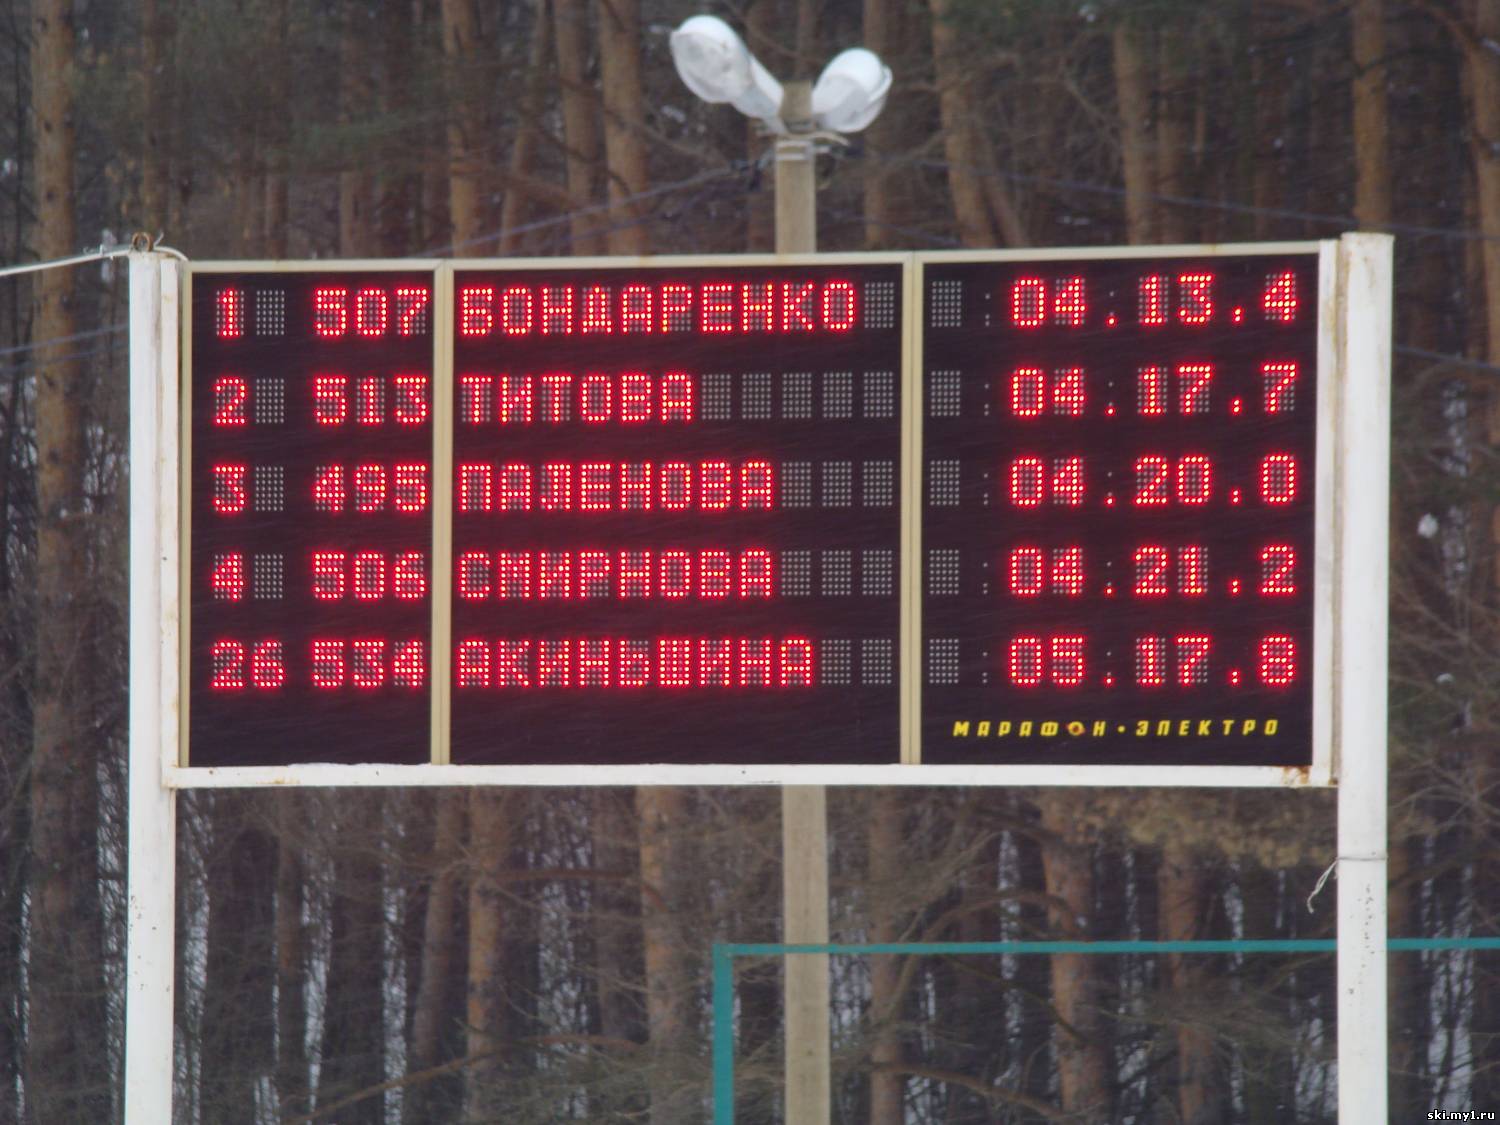 1 507 БОНДАРЕНКО 04.13.4
2 513 ТИТОВА 04.17.7
3 495 ПАЛЕНОВА 04.20.0
4 506 СМИРНОВА 04.21.2
26 534 АКИНЬШИНА 05.17.8
МАРАФОН·ЭЛЕКТРО
ski.my1.ru